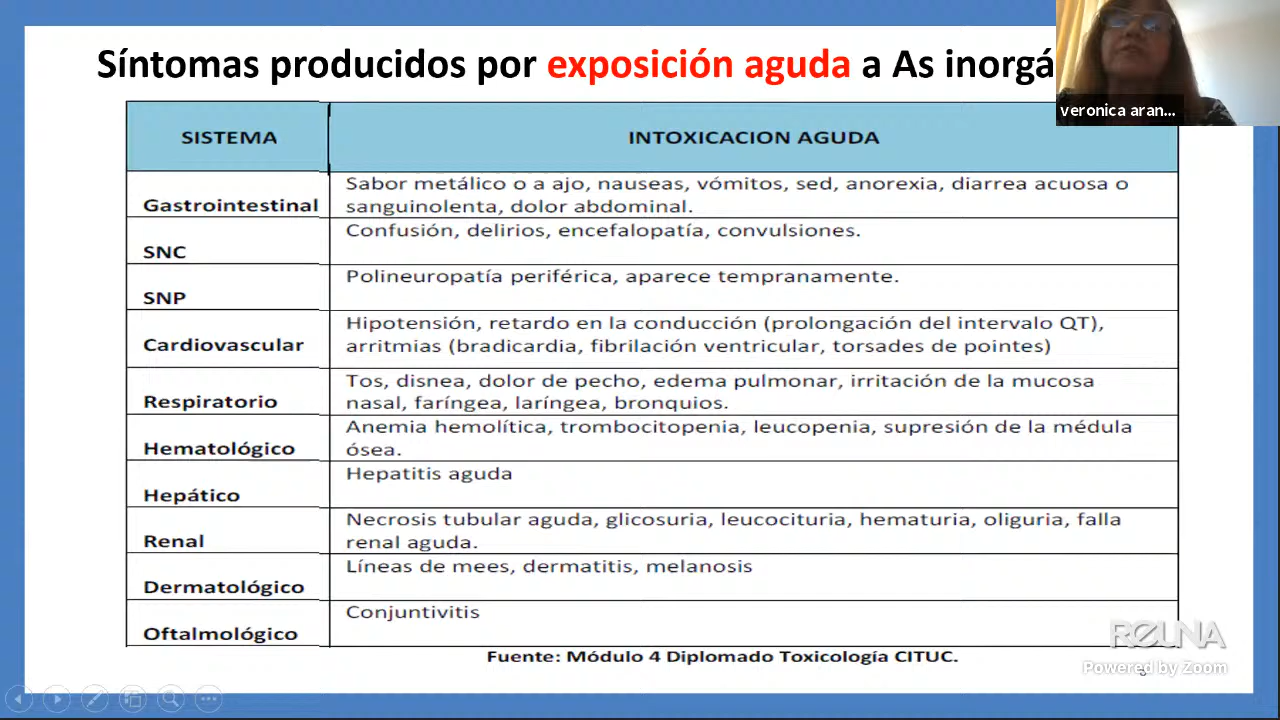 Síntomas producidos por exposición aguda a As inorgá
veronica aran...
SISTEMA
INTOXICACION AGUDA
Gastrointestinal
Sabor metálico o a ajo, nauseas, vómitos, sed, anorexia, diarrea acuosa o
sanguinolenta, dolor abdominal.
SNC
Confusión, delirios, encefalopatía, convulsiones.
SNP
Polineuropatía periférica, aparece tempranamente.
Cardiovascular
Hipotensión, retardo en la conducción (prolongación del intervalo QT),
arritmias (bradicardia, fibrilación ventricular, torsades de pointes)
Respiratorio
Tos, disnea, dolor de pecho, edema pulmonar, irritación de la mucosa
nasal, faríngea, laríngea, bronquios.
Hematológico
Anemia hemolítica, trombocitopenia, leucopenia, supresión de la médula
ósea.
Hepático
Hepatitis aguda
Renal
Necrosis tubular aguda, glicosuria, leucocituria, hematuria, oliguria, falla
renal aguda.
Dermatológico
Líneas de mees, dermatitis, melanosis
Oftalmológico
Conjuntivitis
Fuente: Módulo 4 Diplomado Toxicología CITUC.
REUNA
Powered by Zoom